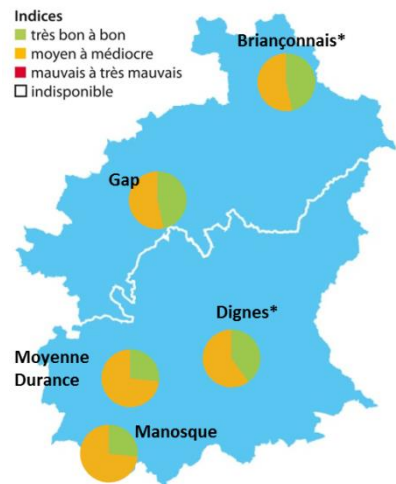 Indices
très bon à bon
moyen à médiocre
mauvais à très mauvais
indisponible
Briançonnais*
Gap
Dignes*
Moyenne
Durance
Manosque